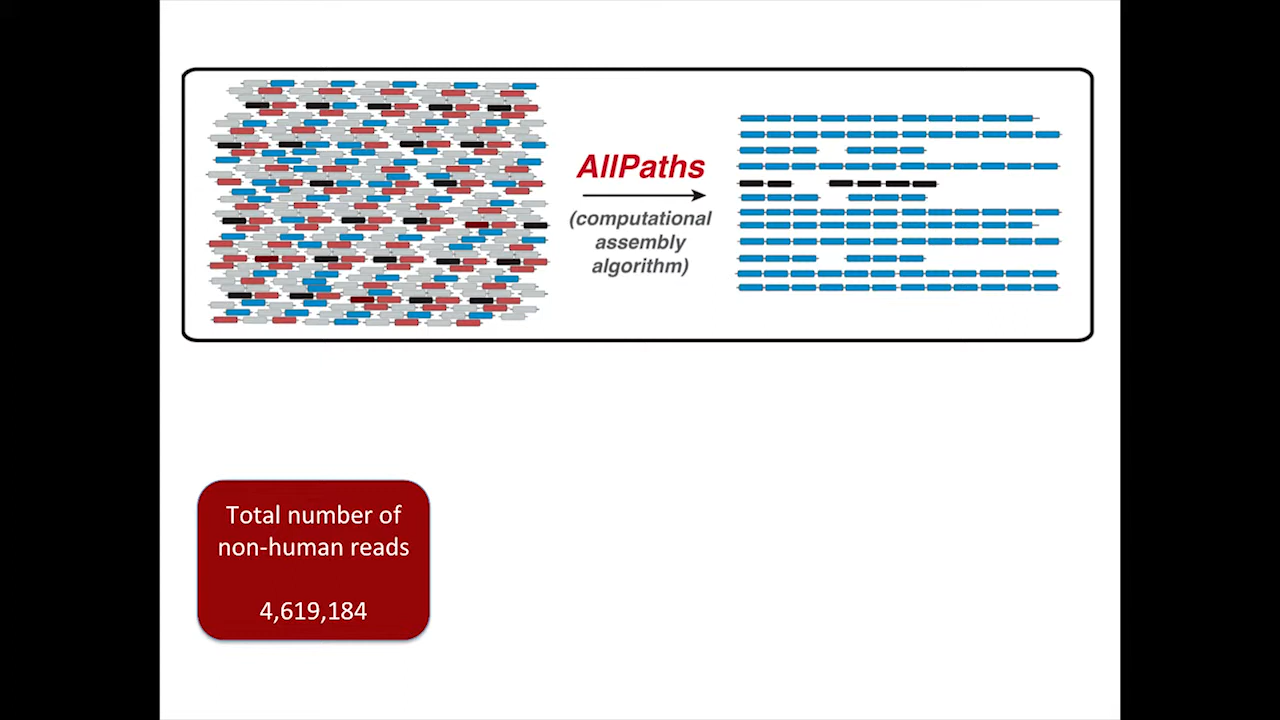 AllPaths
(computational
assembly
algorithm)
Total number of
non-human reads
4,619,184